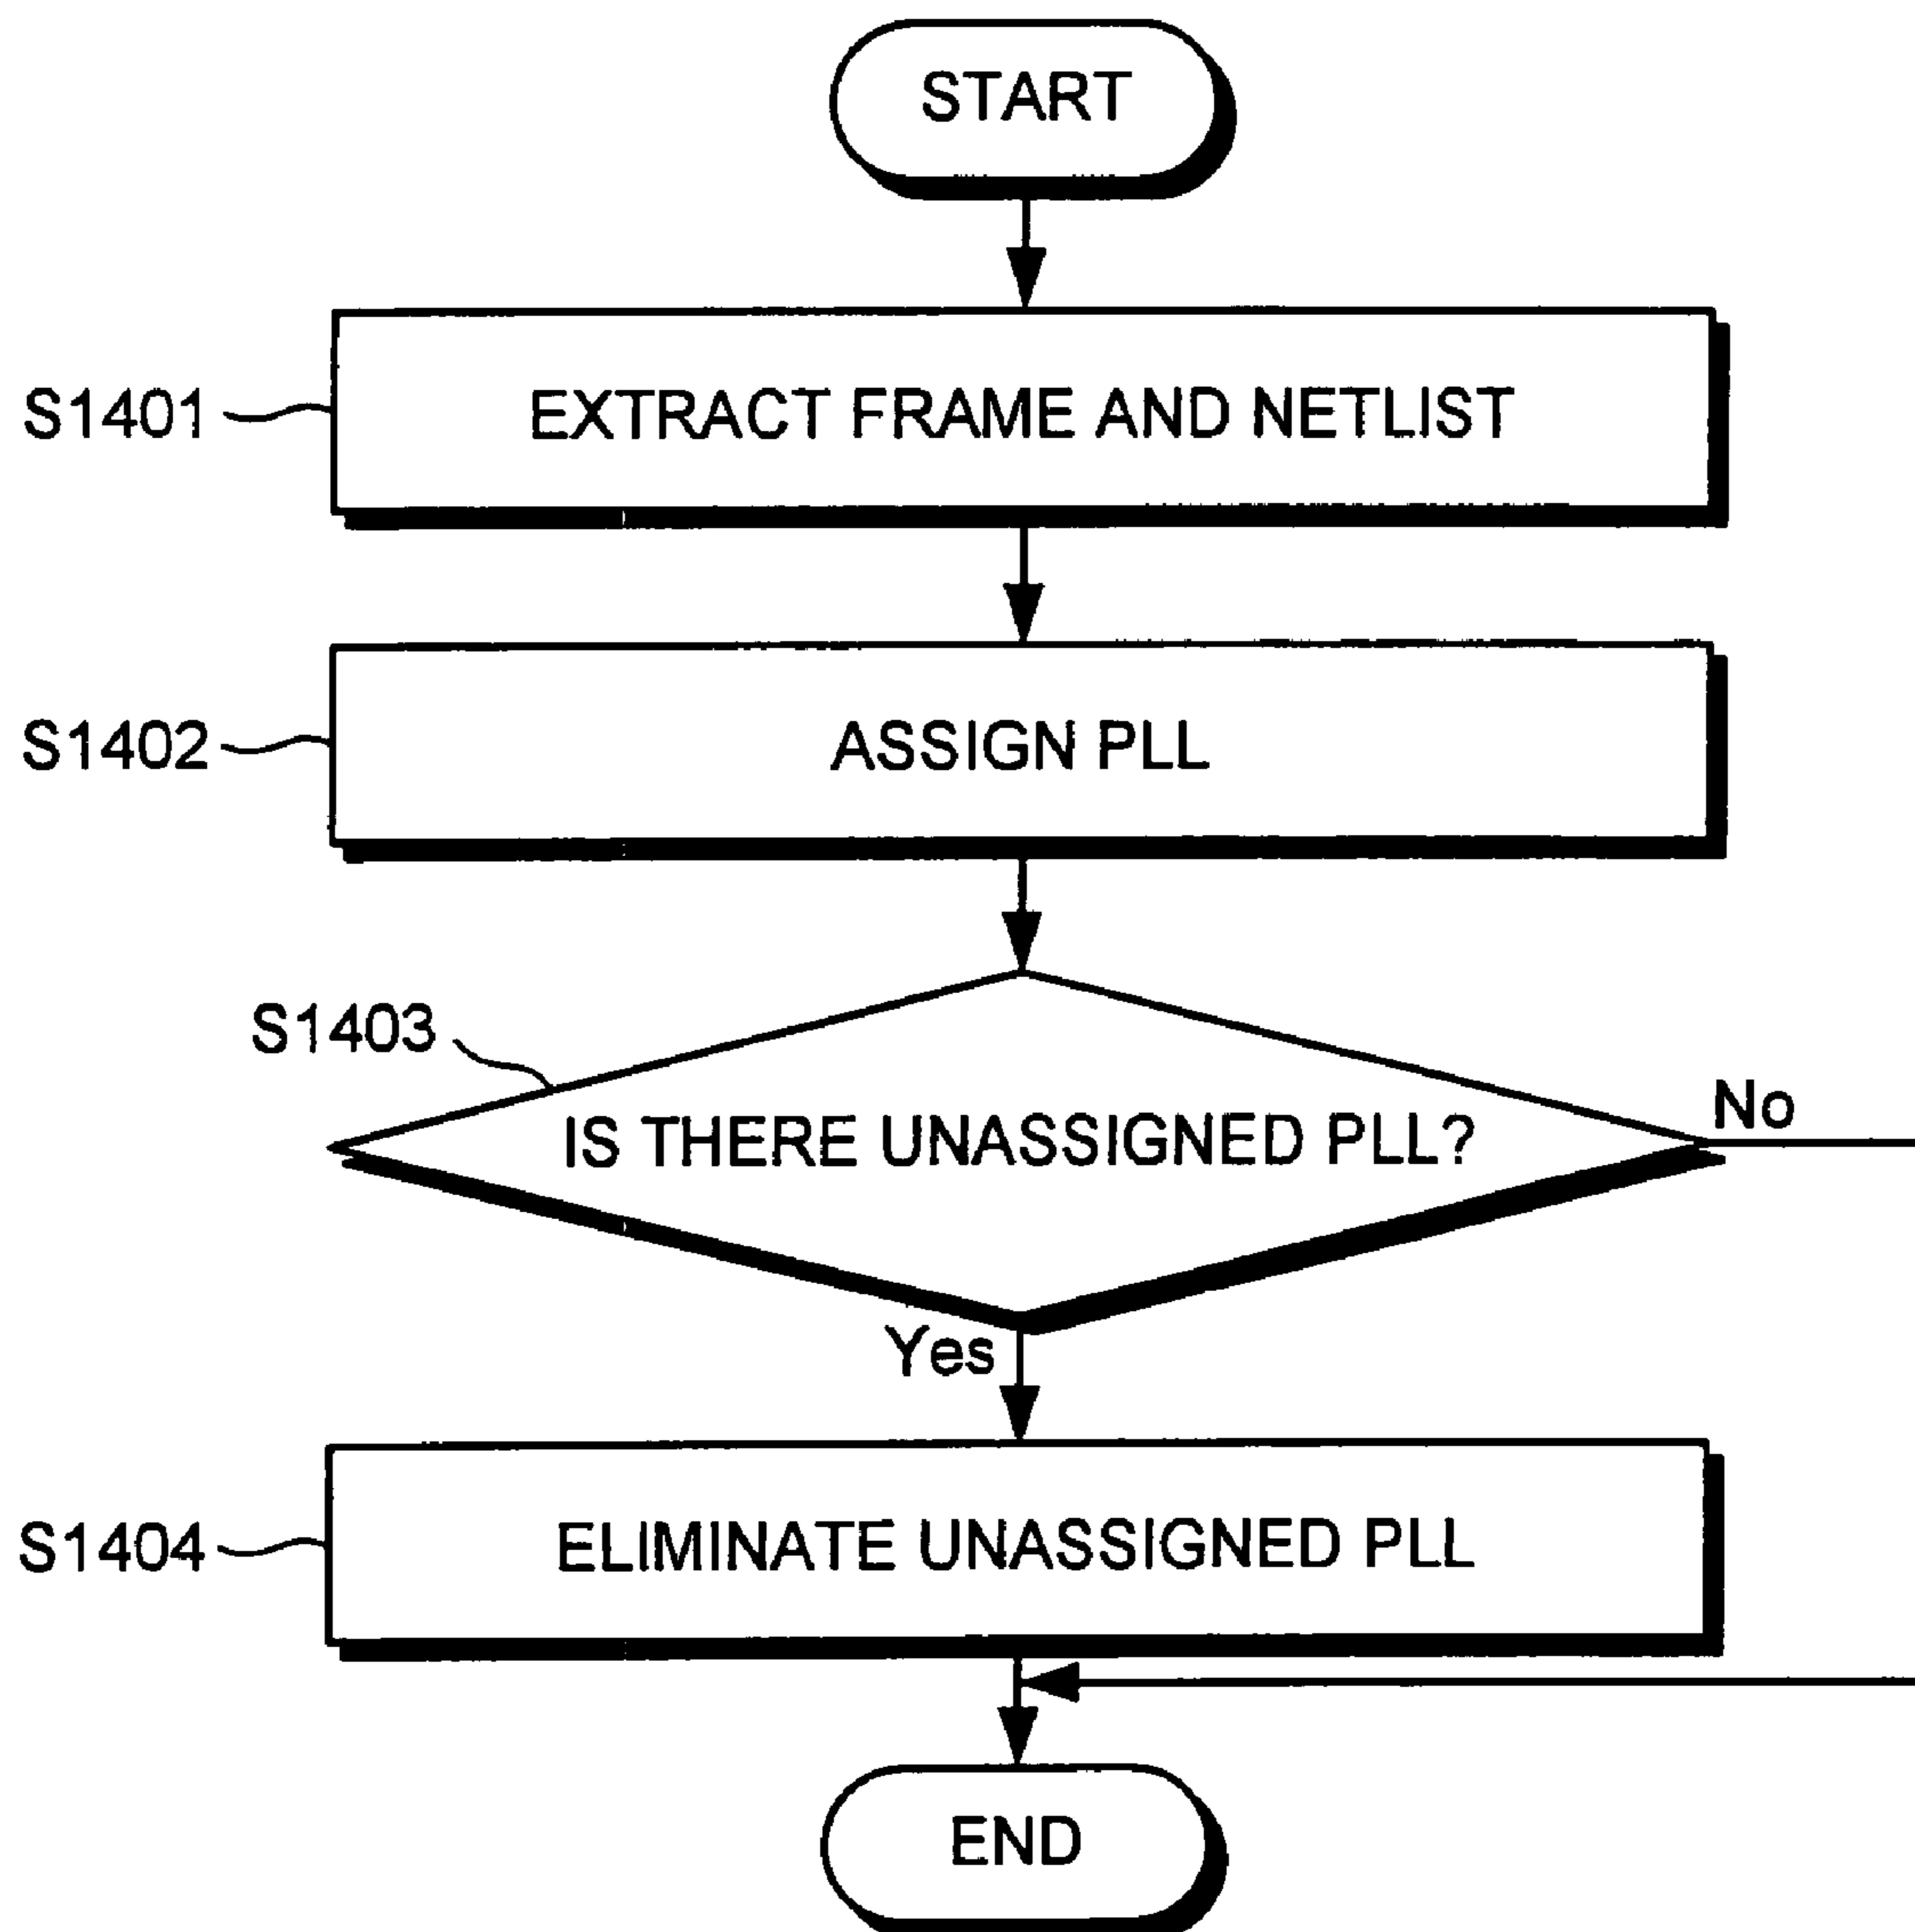 START
S1401
EXTRACT FRAME AND NETLIST
S1402
ASSIGN PLL
S1403
IS THERE UNASSIGNED PLL?
No
Yes
S1404
ELIMINATE UNASSIGNED PLL
END